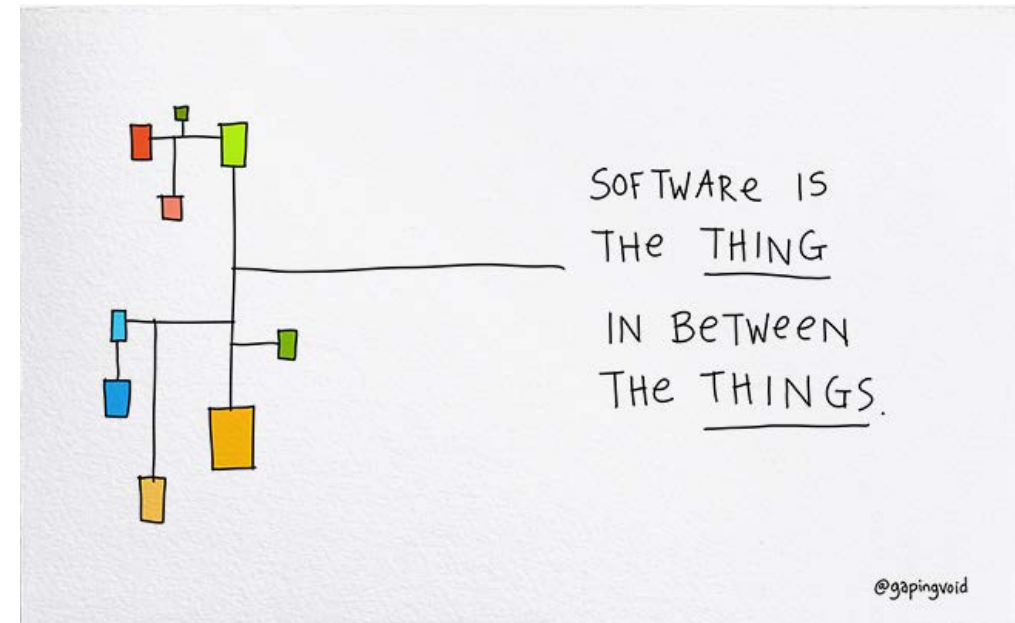 SOFTWARe IS
THe THING
IN BeTWeeN
THe THINGS.
@gapingvoid